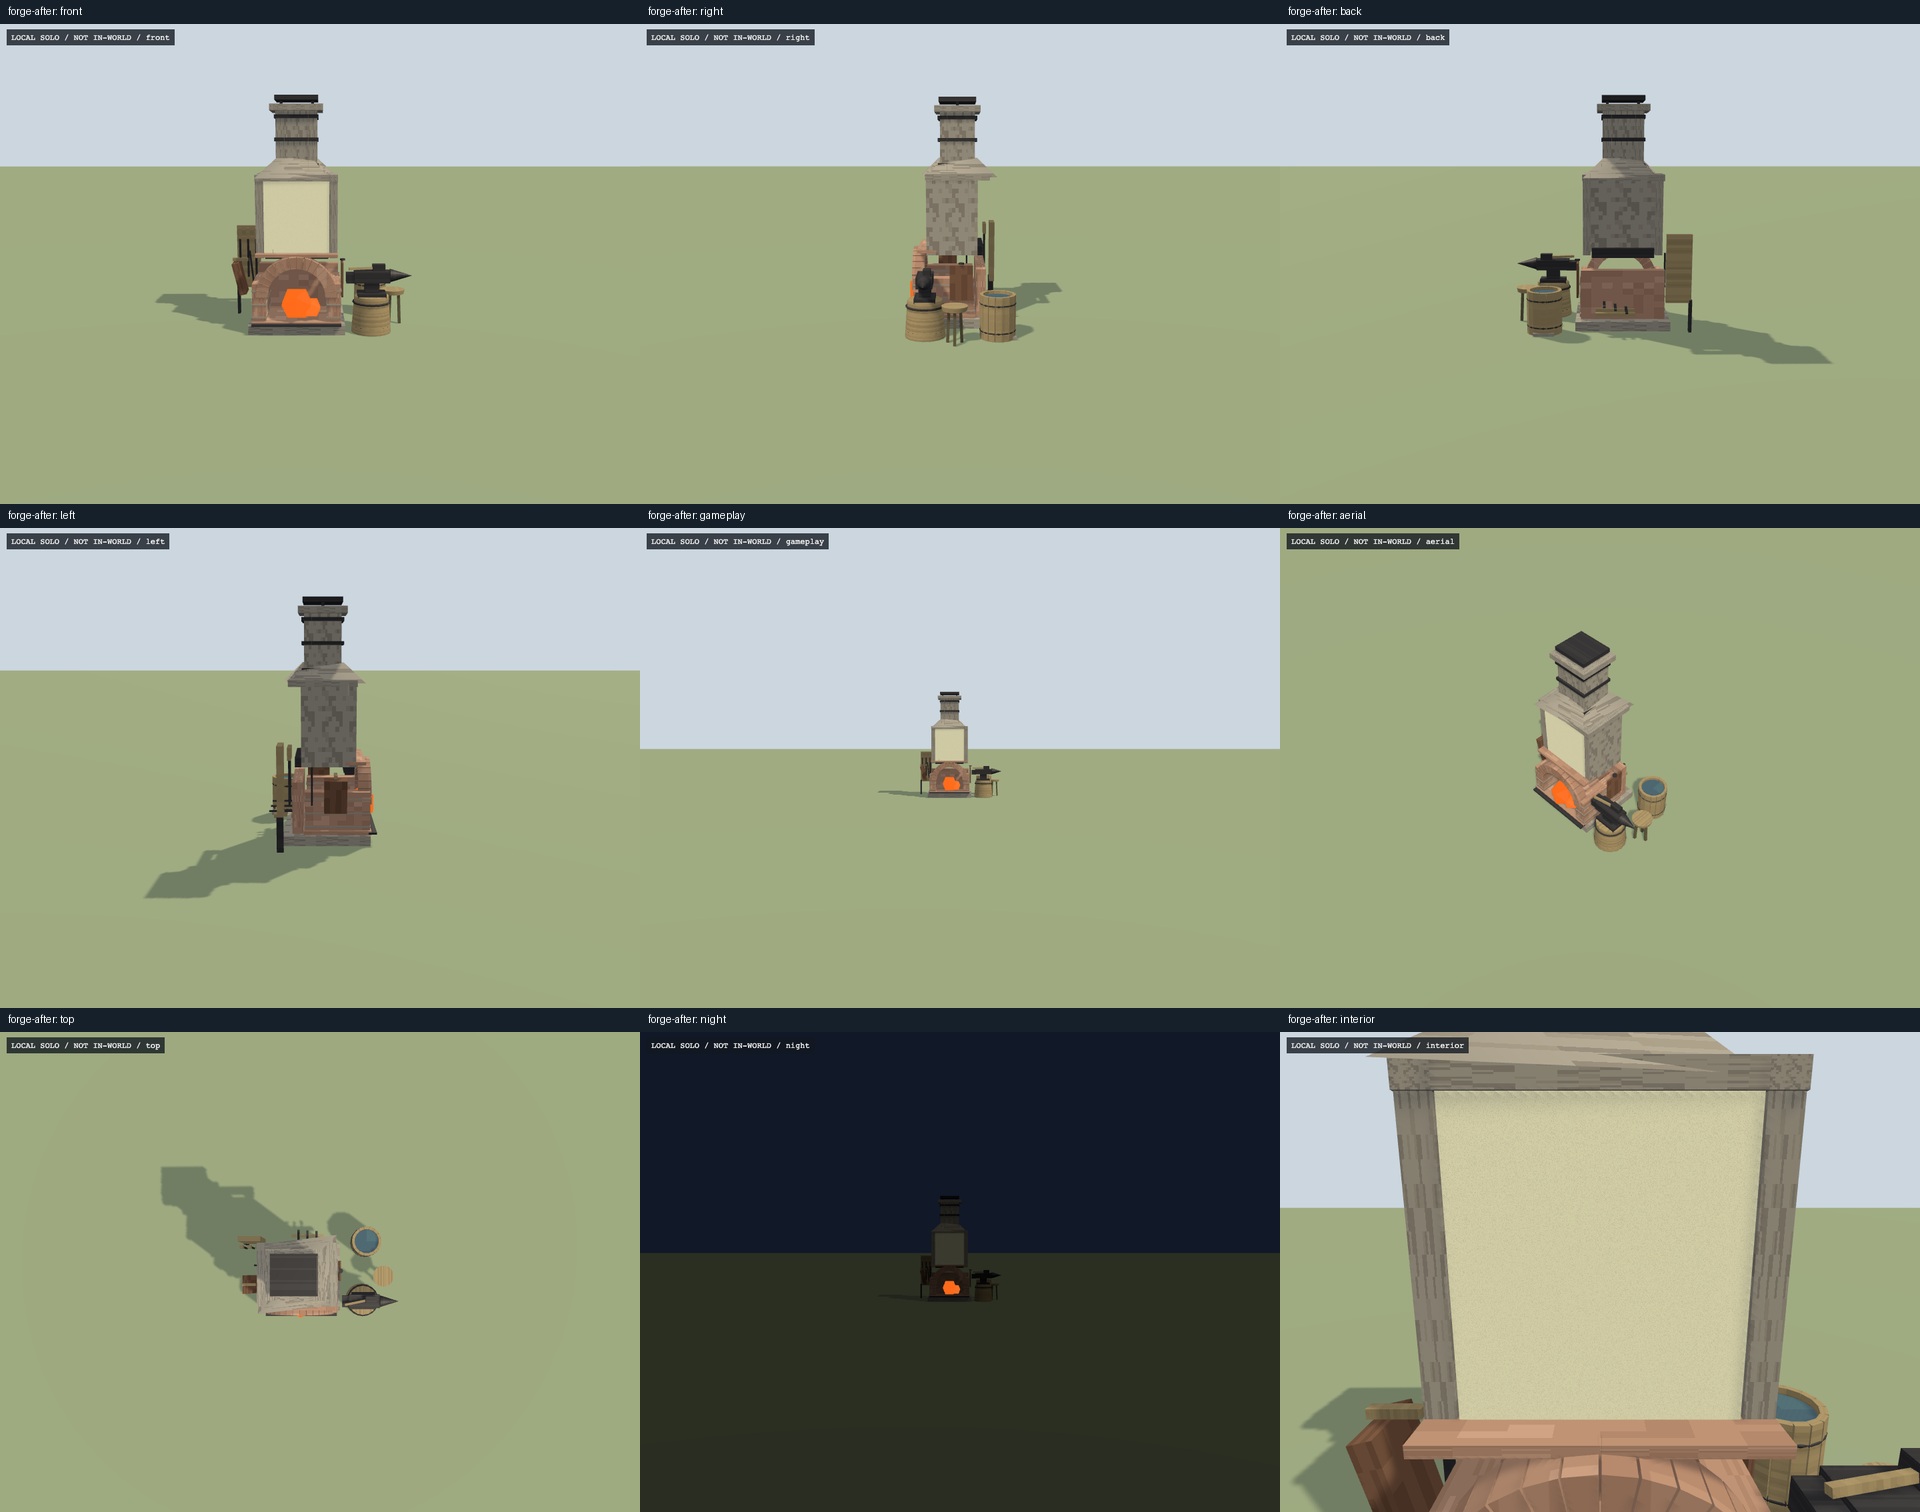 forge-after: front
forge-after: right
forge-after: back
LOCAL SOLO / NOT IN-WORLD / front
LOCAL SOLO / NOT IN-WORLD / right
LOCAL SOLO / NOT IN-WORLD / back
forge-after: left
forge-after: gameplay
forge-after: aerial
LOCAL SOLO / NOT IN-WORLD / left
LOCAL SOLO / NOT IN-WORLD / gameplay
LOCAL SOLO / NOT IN-WORLD / aerial
forge-after: top
forge-after: night
forge-after: interior
LOCAL SOLO / NOT IN-WORLD / top
LOCAL SOLO / NOT IN-WORLD / night
LOCAL SOLO / NOT IN-WORLD / interior